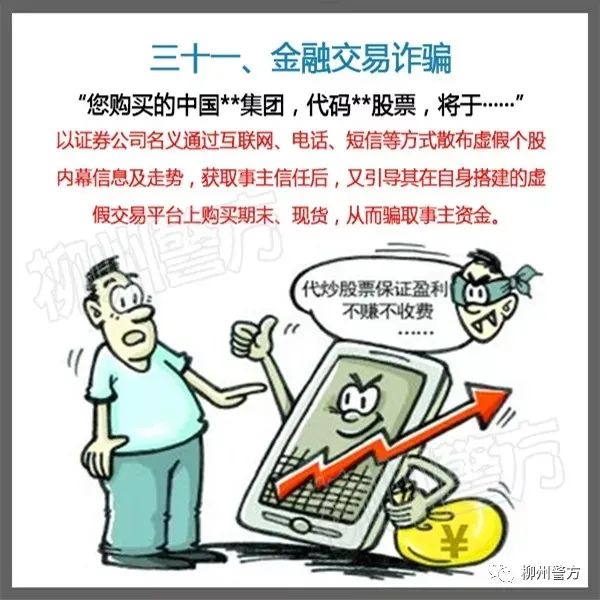 三十一、金融交易诈骗
“您购买的中国**集团，代码**股票，将于……”
以证券公司名义通过互联网、电话、短信等方式散布虚假个股
内幕信息及走势，获取事主信任后，又引导其在自身搭建的虚
假交易平台上购买期末、现货，从而骗取事主资金。
代炒股票保证盈利
不赚不收费
……
¥
柳州警方
柳州警方
柳州警方